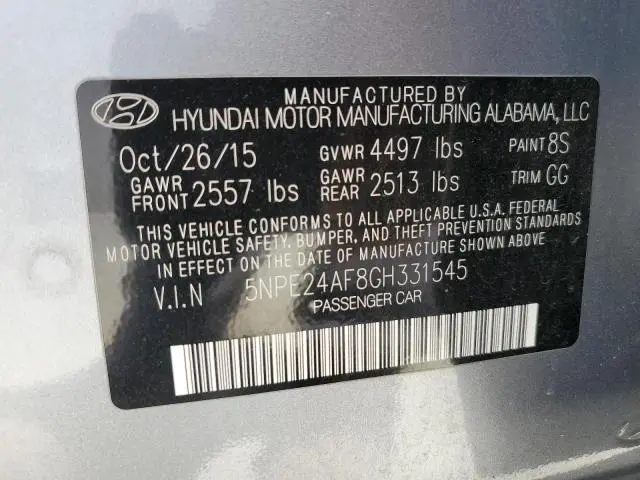 MANUFACTURED BY
HYUNDAI MOTOR MANUFACTURING ALABAMA, LLC
Oct/26/15 GVWR 4497 lbs PAINT 8S
GAWR FRONT 2557 lbs GAWR REAR 2513 lbs TRIM GG
THIS VEHICLE CONFORMS TO ALL APPLICABLE U.S.A. FEDERAL
MOTOR VEHICLE SAFETY, BUMPER, AND THEFT PREVENTION STANDARDS
IN EFFECT ON THE DATE OF MANUFACTURE SHOWN ABOVE
V.I.N 5NPE24AF8GH331545
PASSENGER CAR